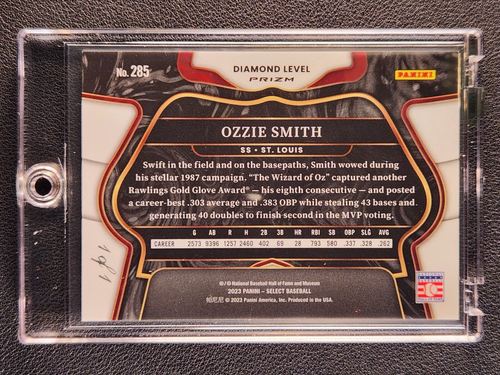 No. 285
DIAMOND LEVEL
PRIZM
PANINI
OZZIE SMITH
SS • ST. LOUIS
Swift in the field and on the basepaths, Smith wowed during
his stellar 1987 campaign. "The Wizard of Oz" captured another
Rawlings Gold Glove Award® — his eighth consecutive — and posted
a career-best .303 average and .383 OBP while stealing 43 bases and
generating 40 doubles to finish second in the MVP voting.
G AB R H 2B 3B HR RBI SB OBP SLG AVG
CAREER 2573 9396 1257 2460 402 69 28 793 580 .337 .328 .262
1 of 1
®/© National Baseball Hall of Fame and Museum
2023 PANINI – SELECT BASEBALL
帕尼尼 © 2023 Panini America, Inc. Produced in the USA.